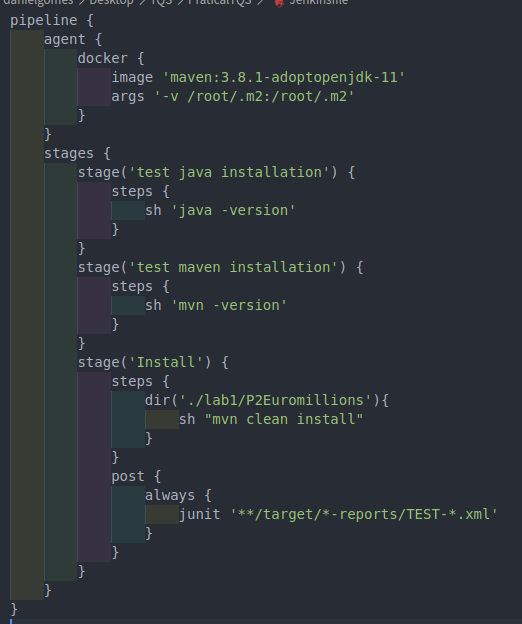 danielgomes > Desktop > TQS > PraticalTQS > Jenkinsfile
pipeline {
    agent {
        docker {
            image 'maven:3.8.1-adoptopenjdk-11'
            args '-v /root/.m2:/root/.m2'
        }
    }
    stages {
        stage('test java installation') {
            steps {
                sh 'java -version'
            }
        }
        stage('test maven installation') {
            steps {
                sh 'mvn -version'
            }
        }
        stage('Install') {
            steps {
                dir('./lab1/P2Euromillions'){
                    sh "mvn clean install"
                }
            }
            post {
                always {
                    junit '**/target/*-reports/TEST-*.xml'
                }
            }
        }
    }
}